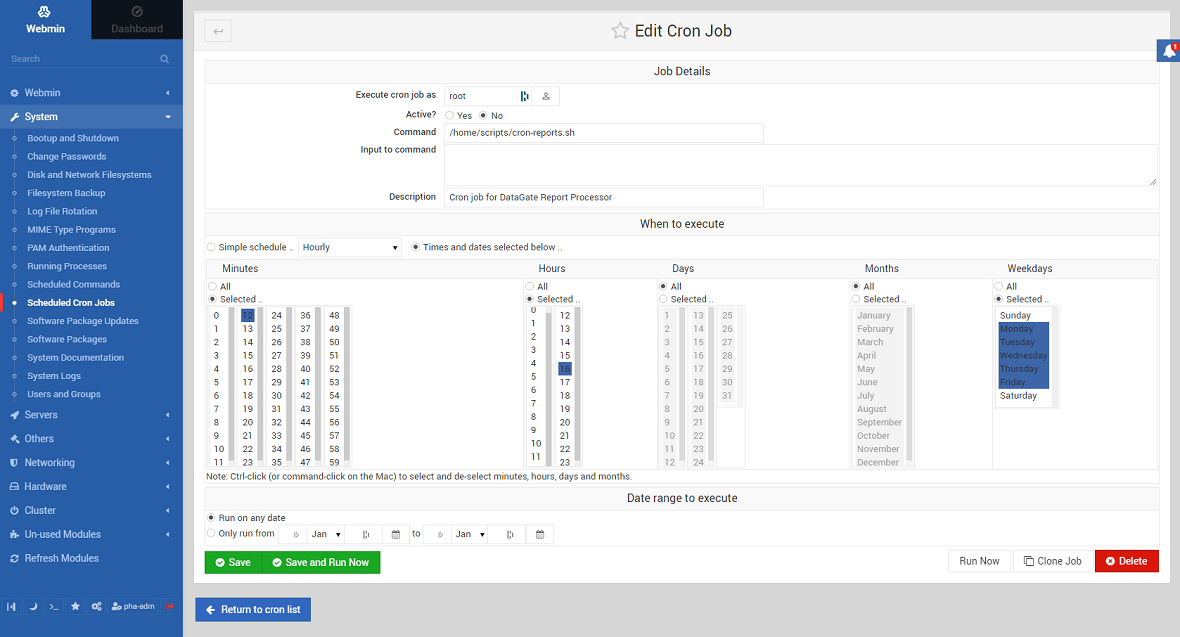 Webmin
Dashboard
Search
Webmin
System
Bootup and Shutdown
Change Passwords
Disk and Network Filesystems
Filesystem Backup
Log File Rotation
MIME Type Programs
PAM Authentication
Running Processes
Scheduled Commands
Scheduled Cron Jobs
Software Package Updates
Software Packages
System Documentation
System Logs
Users and Groups
Servers
Others
Networking
Hardware
Cluster
Un-used Modules
Refresh Modules
pha-adm
Edit Cron Job
1
Job Details
Execute cron job as root
Active? Yes No
Command /home/scripts/cron-reports.sh
Input to command
Description Cron job for DataGate Report Processor
When to execute
Simple schedule .. Hourly Times and dates selected below ..
Minutes Hours Days Months Weekdays
All All All All All
Selected .. Selected .. Selected .. Selected .. Selected ..
0 12 24 36 48 0 12 1 13 25 January Sunday
1 13 25 37 49 1 13 2 14 26 February Monday
2 14 26 38 50 2 14 3 15 27 March Tuesday
3 15 27 39 51 3 15 4 16 28 April Wednesday
4 16 28 40 52 4 16 5 17 29 May Thursday
5 17 29 41 53 5 17 6 18 30 June Friday
6 18 30 42 54 6 18 7 19 31 July Saturday
7 19 31 43 55 7 19 8 20 August
8 20 32 44 56 8 20 9 21 September
9 21 33 45 57 9 21 10 22 October
10 22 34 46 58 10 22 11 23 November
11 23 35 47 59 11 23 12 24 December
Note: Ctrl-click (or command-click on the Mac) to select and de-select minutes, hours, days and months.
Date range to execute
Run on any date
Only run from Jan to Jan
Save Save and Run Now Run Now Clone Job Delete
Return to cron list